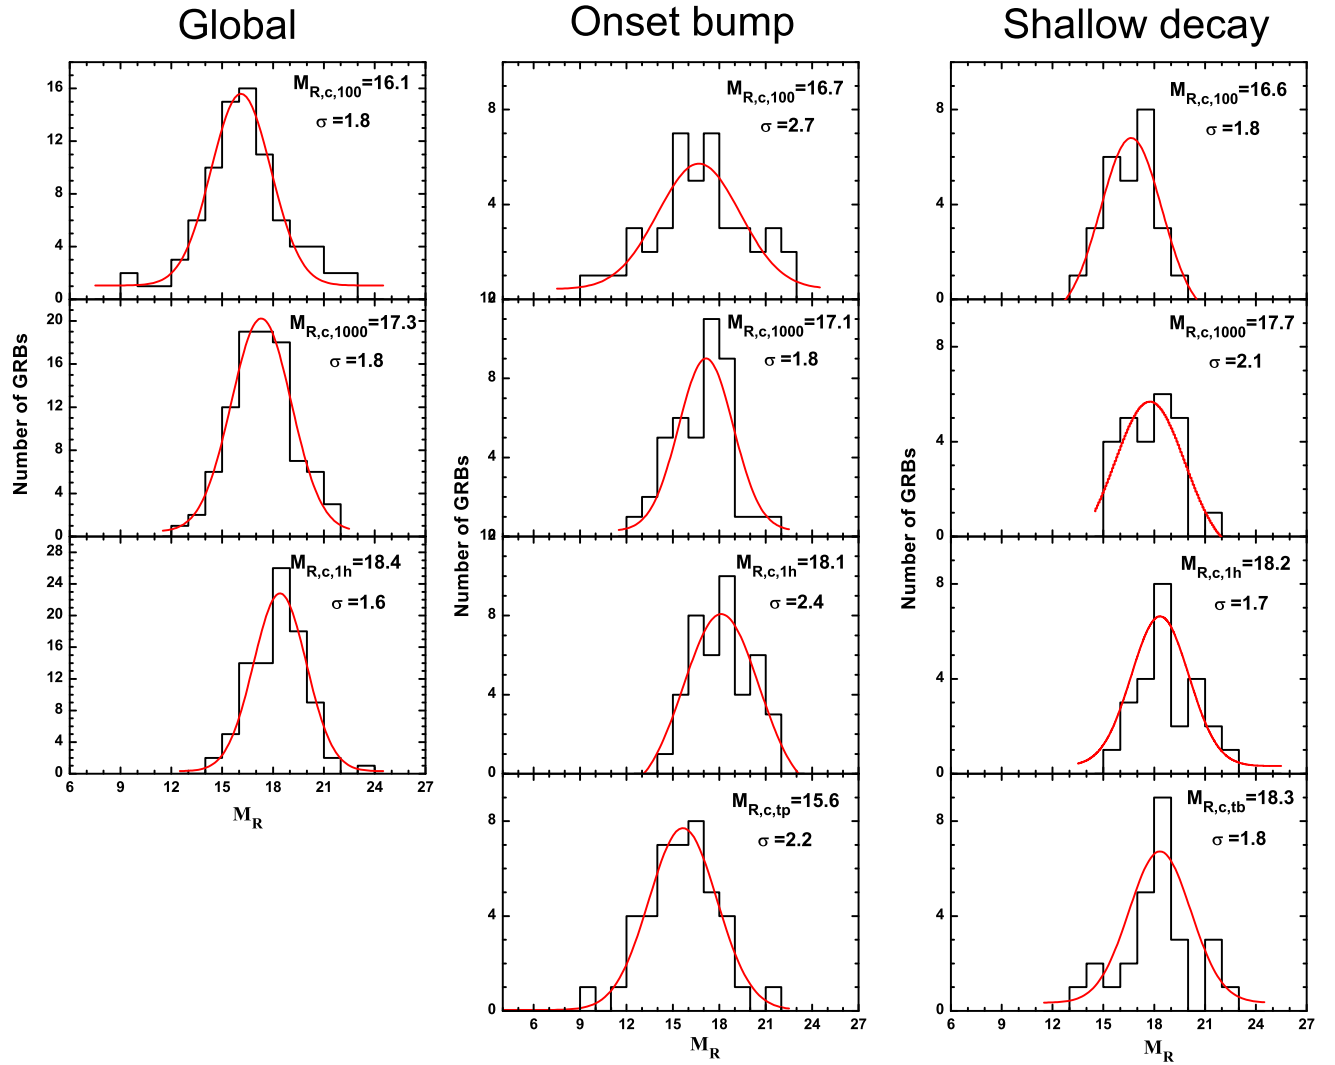 Global
Onset bump
Shallow decay
M_R,c,100=16.1
σ=1.8
16
12
8
4
0
M_R,c,1000=17.3
σ=1.8
20
16
12
8
4
0
M_R,c,1h=18.4
σ=1.6
28
24
20
16
12
8
4
0
6 9 12 15 18 21 24 27
M_R
Number of GRBs
M_R,c,100=16.7
σ=2.7
8
4
M_R,c,1000=17.1
σ=1.8
8
4
M_R,c,1h=18.1
σ=2.4
8
4
0
M_R,c,tp=15.6
σ=2.2
8
4
0
6 9 12 15 18 21 24 27
M_R
Number of GRBs
M_R,c,100=16.6
σ=1.8
8
4
0
M_R,c,1000=17.7
σ=2.1
8
4
0
M_R,c,1h=18.2
σ=1.7
8
4
0
M_R,c,tb=18.3
σ=1.8
8
4
0
6 9 12 15 18 21 24 27
M_R
Number of GRBs